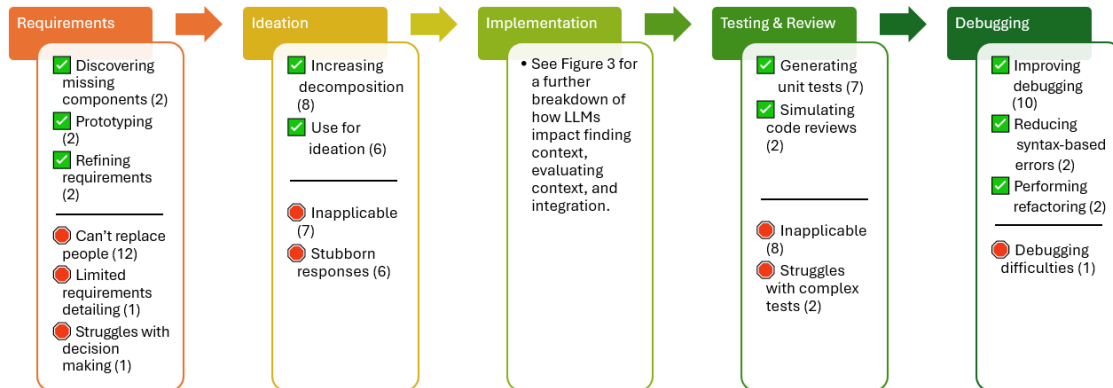 Requirements
Discovering
missing
components (2)
Prototyping
(2)
Refining
requirements
(2)
Can’t replace
people (12)
Limited
requirements
detailing (1)
Struggles with
decision
making (1)
Ideation
Increasing
decomposition
(8)
Use for
ideation (6)
Inapplicable
(7)
Stubborn
responses (6)
Implementation
• See Figure 3 for
a further
breakdown of
how LLMs
impact finding
context,
evaluating
context, and
integration.
Testing & Review
Generating
unit tests (7)
Simulating
code reviews
(2)
Inapplicable
(8)
Struggles
with complex
tests (2)
Debugging
Improving
debugging
(10)
Reducing
syntax-based
errors (2)
Performing
refactoring (2)
Debugging
difficulties (1)